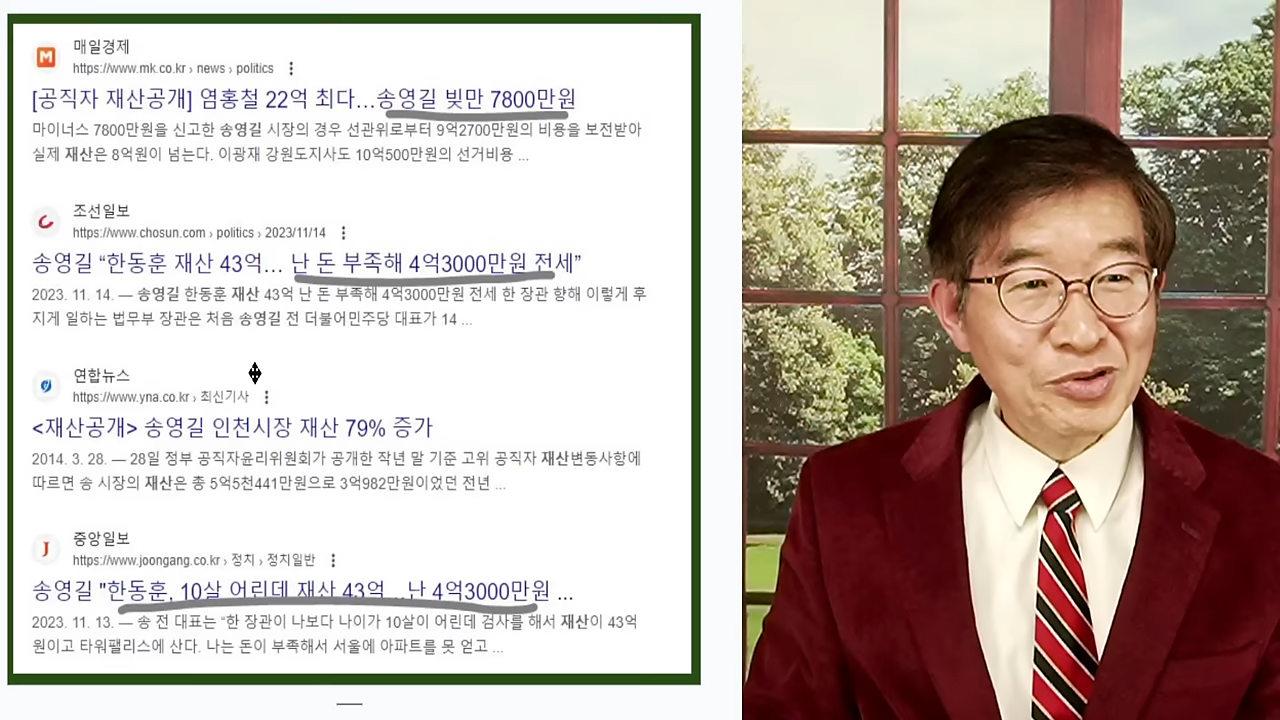 매일경제
https://www.mk.co.kr › news › politics
[공직자 재산공개] 염홍철 22억 최다…송영길 빚만 7800만원
마이너스 7800만원을 신고한 송영길 시장의 경우 선관위로부터 9억2700만원의 비용을 보전받아
실제 재산은 8억원이 넘는다. 이광재 강원도지사도 10억500만원의 선거비용 ...
조선일보
https://www.chosun.com › politics › 2023/11/14
송영길 “한동훈 재산 43억… 난 돈 부족해 4억3000만원 전세”
2023. 11. 14. — 송영길 한동훈 재산 43억 난 돈 부족해 4억3000만원 전세 한 장관 향해 이렇게 후
지게 일하는 법무부 장관은 처음 송영길 전 더불어민주당 대표가 14 ...
연합뉴스
https://www.yna.co.kr › 최신기사
<재산공개> 송영길 인천시장 재산 79% 증가
2014. 3. 28. — 28일 정부 공직자윤리위원회가 공개한 작년 말 기준 고위 공직자 재산변동사항에
따르면 송 시장의 재산은 총 5억5천441만원으로 3억982만원이었던 전년 ...
중앙일보
https://www.joongang.co.kr › 정치 › 정치일반
송영길 "한동훈, 10살 어린데 재산 43억…난 4억3000만원 ...
2023. 11. 13. — 송 전 대표는 “한 장관이 나보다 나이가 10살이 어린데 검사를 해서 재산이 43억
원이고 타워팰리스에 산다. 나는 돈이 부족해서 서울에 아파트를 못 얻고 ...